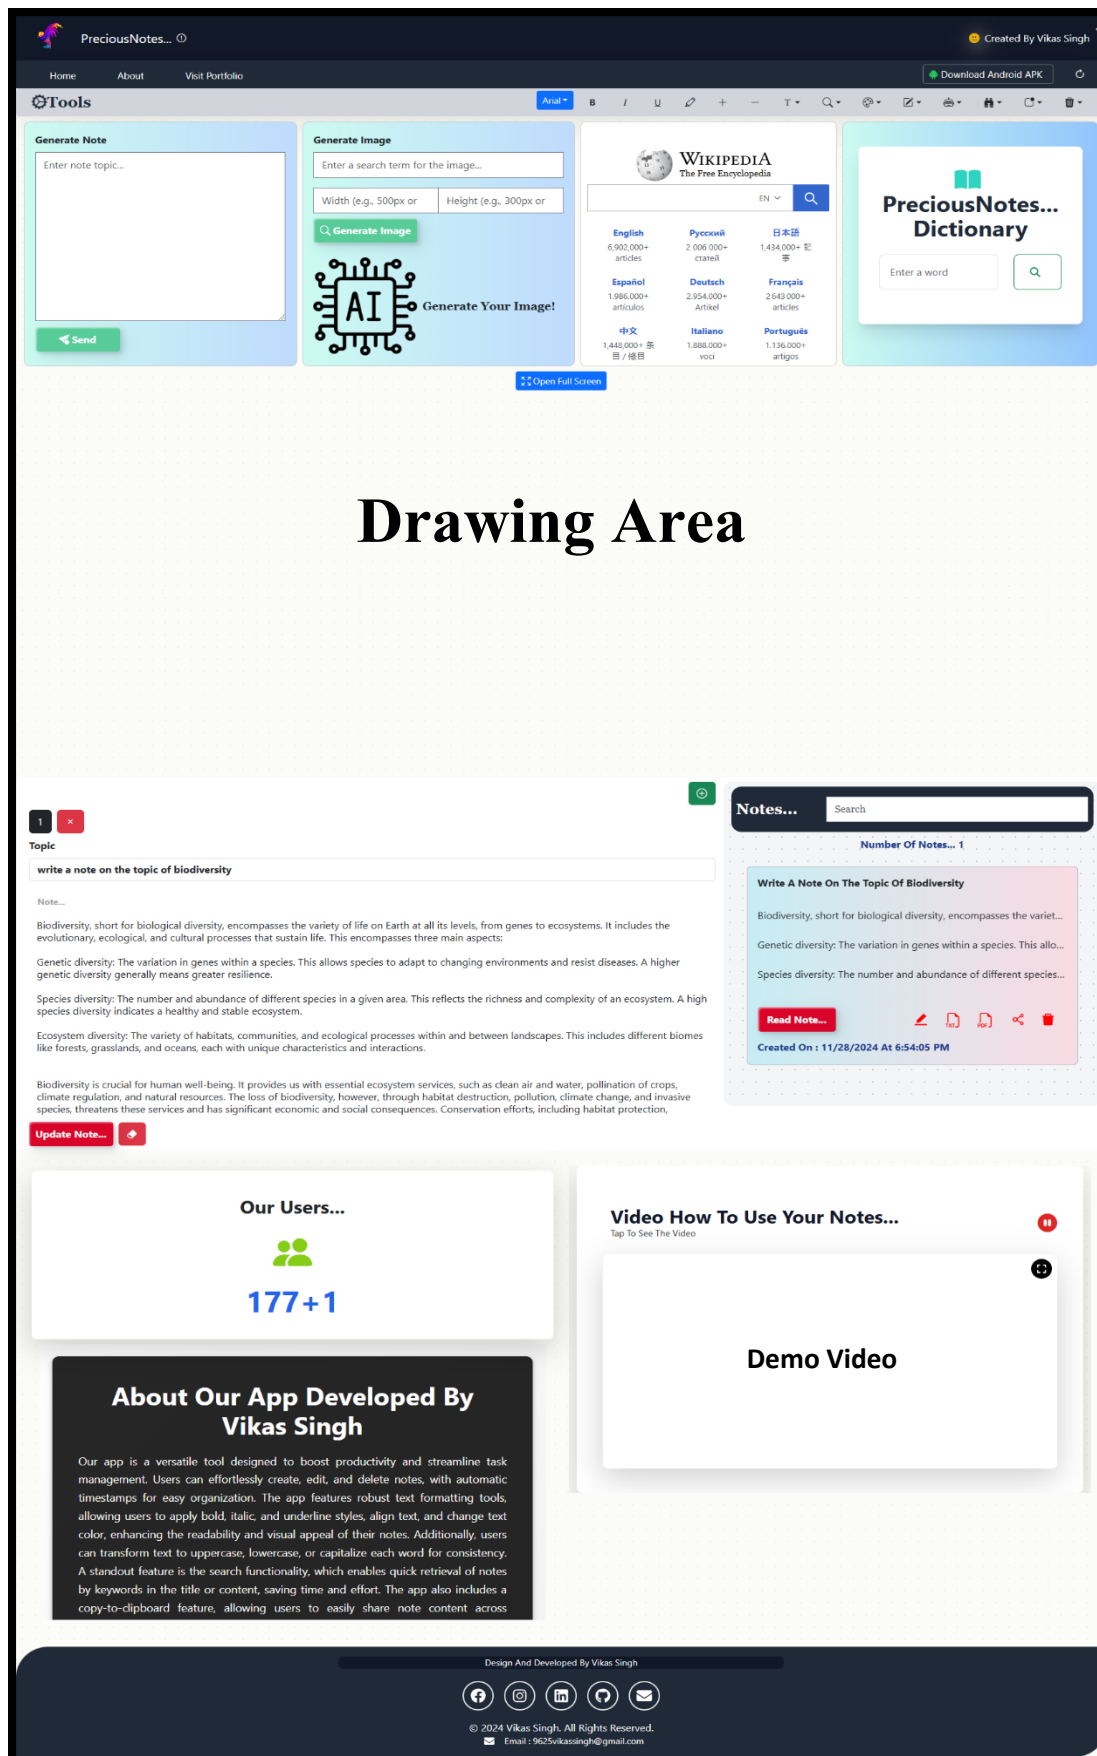 PreciousNotes...
Created By Vikas Singh
Home About Visit Portfolio
Download Android APK
Tools
Arial B I U T
Generate Note
Enter note topic...
Send
Generate Image
Enter a search term for the image...
Width (e.g., 500px or Height (e.g., 300px or
Generate Image
AI
Generate Your Image!
WIKIPEDIA
The Free Encyclopedia
EN
English
6,902,000+
articles
Русский
2 006 000+
статей
日本語
1,434,000+ 記
事
Español
1.986.000+
artículos
Deutsch
2.954.000+
Artikel
Français
2 643 000+
articles
中文
1,448,000+ 条
目 / 條目
Italiano
1.888.000+
voci
Português
1.136.000+
artigos
PreciousNotes...
Dictionary
Enter a word
Open Full Screen
Drawing Area
1 ×
Topic
write a note on the topic of biodiversity
Note...
Biodiversity, short for biological diversity, encompasses the variety of life on Earth at all its levels, from genes to ecosystems. It includes the
evolutionary, ecological, and cultural processes that sustain life. This encompasses three main aspects:
Genetic diversity: The variation in genes within a species. This allows species to adapt to changing environments and resist diseases. A higher
genetic diversity generally means greater resilience.
Species diversity: The number and abundance of different species in a given area. This reflects the richness and complexity of an ecosystem. A high
species diversity indicates a healthy and stable ecosystem.
Ecosystem diversity: The variety of habitats, communities, and ecological processes within and between landscapes. This includes different biomes
like forests, grasslands, and oceans, each with unique characteristics and interactions.
Biodiversity is crucial for human well-being. It provides us with essential ecosystem services, such as clean air and water, pollination of crops,
climate regulation, and natural resources. The loss of biodiversity, however, through habitat destruction, pollution, climate change, and invasive
species, threatens these services and has significant economic and social consequences. Conservation efforts, including habitat protection,
Update Note...
Notes...
Search
Number Of Notes... 1
Write A Note On The Topic Of Biodiversity
Biodiversity, short for biological diversity, encompasses the variet...
Genetic diversity: The variation in genes within a species. This allo...
Species diversity: The number and abundance of different species...
Read Note...
TXT PDF
Created On : 11/28/2024 At 6:54:05 PM
Our Users...
177+1
Video How To Use Your Notes...
Tap To See The Video
Demo Video
About Our App Developed By
Vikas Singh
Our app is a versatile tool designed to boost productivity and streamline task
management. Users can effortlessly create, edit, and delete notes, with automatic
timestamps for easy organization. The app features robust text formatting tools,
allowing users to apply bold, italic, and underline styles, align text, and change text
color, enhancing the readability and visual appeal of their notes. Additionally, users
can transform text to uppercase, lowercase, or capitalize each word for consistency.
A standout feature is the search functionality, which enables quick retrieval of notes
by keywords in the title or content, saving time and effort. The app also includes a
copy-to-clipboard feature, allowing users to easily share note content across
Design And Developed By Vikas Singh
© 2024 Vikas Singh. All Rights Reserved.
Email : 9625vikassingh@gmail.com